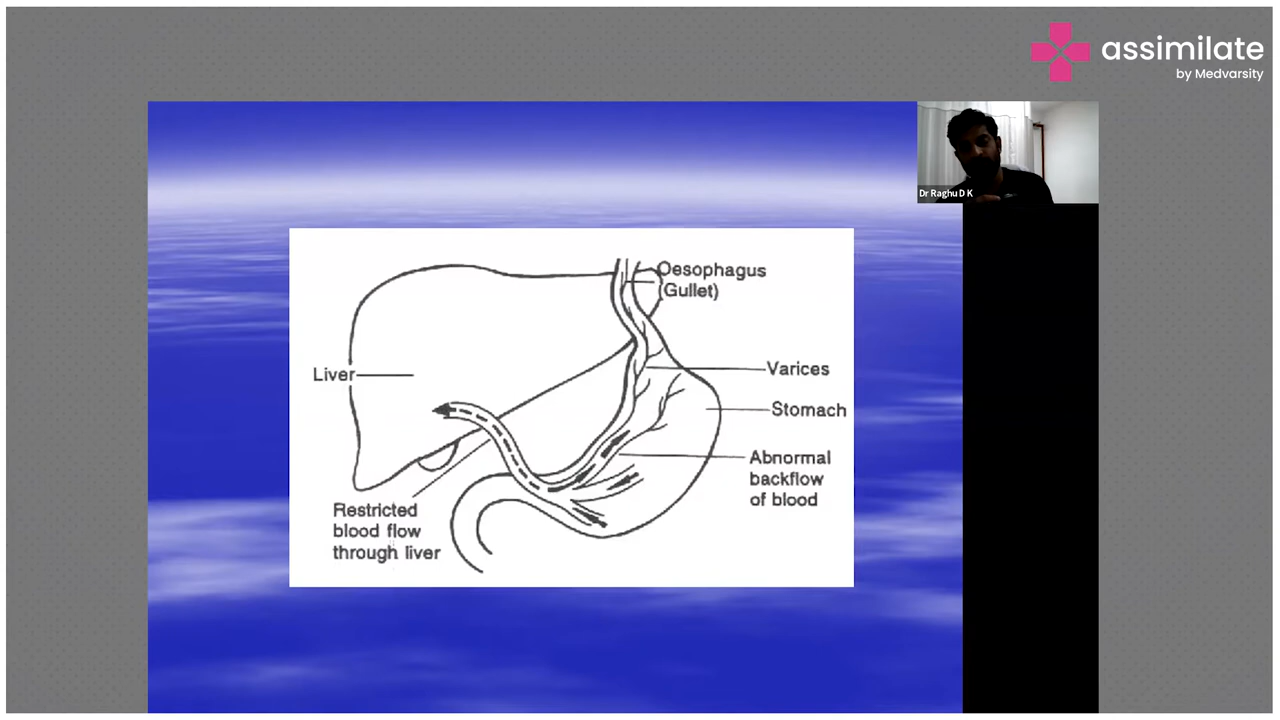 assimilate
by Medvarsity
Dr Raghu D K
Oesophagus
(Gullet)
Liver
Varices
Stomach
Abnormal
backflow
of blood
Restricted
blood flow
through liver